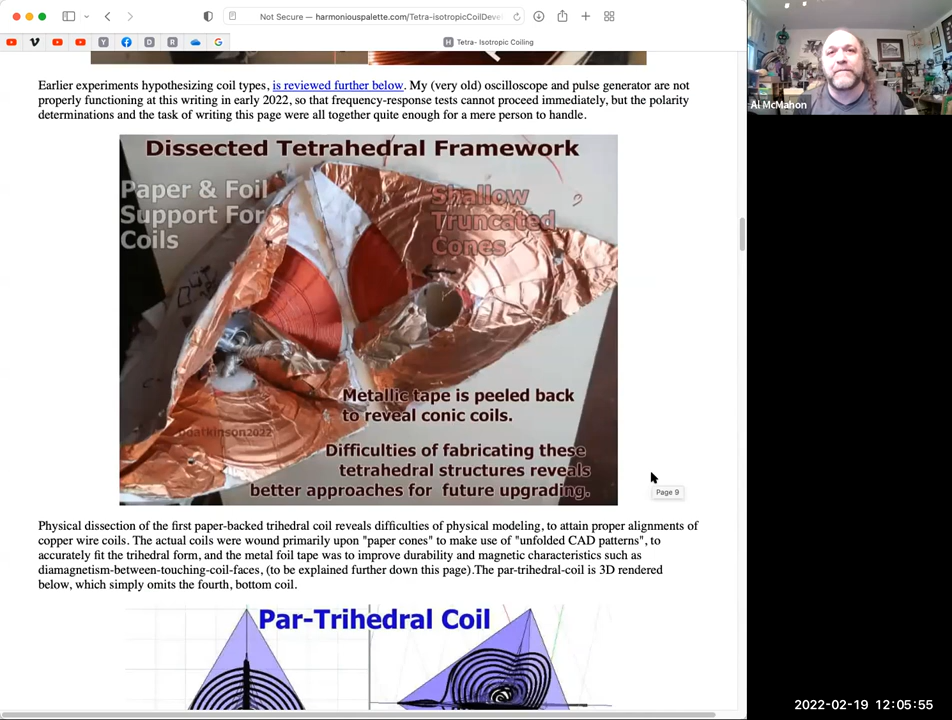 Not Secure — harmoniouspalette.com/Tetra-isotropicCoilDevel
Tetra- Isotropic Coiling
Al McMahon
Earlier experiments hypothesizing coil types, is reviewed further below. My (very old) oscilloscope and pulse generator are not
properly functioning at this writing in early 2022, so that frequency-response tests cannot proceed immediately, but the polarity
determinations and the task of writing this page were all together quite enough for a mere person to handle.
Dissected Tetrahedral Framework
Paper & Foil
Support For
Coils
Shallow
Truncated
Cones
Metallic tape is peeled back
to reveal conic coils.
atkinson2022
Difficulties of fabricating these
tetrahedral structures reveals
better approaches for future upgrading.
Page 9
Physical dissection of the first paper-backed trihedral coil reveals difficulties of physical modeling, to attain proper alignments of
copper wire coils. The actual coils were wound primarily upon "paper cones" to make use of "unfolded CAD patterns", to
accurately fit the trihedral form, and the metal foil tape was to improve durability and magnetic characteristics such as
diamagnetism-between-touching-coil-faces, (to be explained further down this page).The par-trihedral-coil is 3D rendered
below, which simply omits the fourth, bottom coil.
Par-Trihedral Coil
2022-02-19 12:05:55